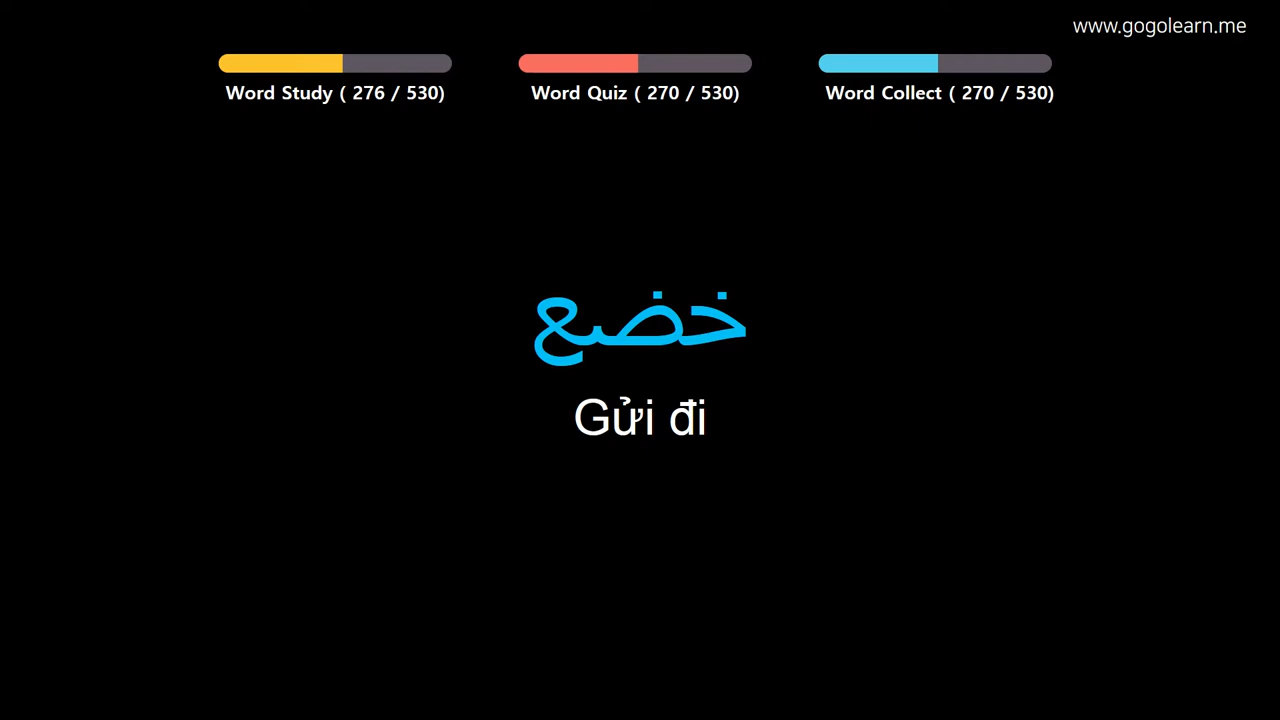 www.gogolearn.me
Word Study ( 276 / 530)
Word Quiz ( 270 / 530)
Word Collect ( 270 / 530)
خضع
Gửi đi